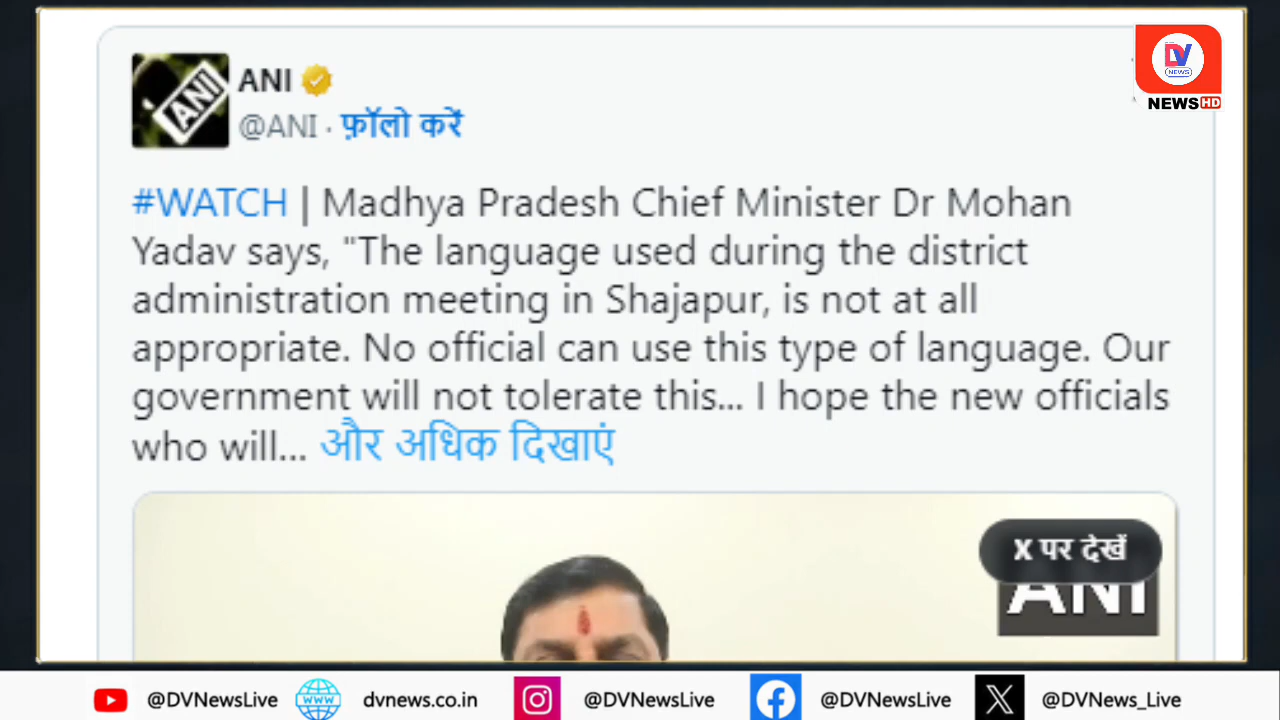 ANI
@ANI · फ़ॉलो करें
DV
NEWS
NEWS HD
#WATCH | Madhya Pradesh Chief Minister Dr Mohan
Yadav says, "The language used during the district
administration meeting in Shajapur, is not at all
appropriate. No official can use this type of language. Our
government will not tolerate this... I hope the new officials
who will... और अधिक दिखाएं
X पर देखें
ANI
@DVNewsLive
www
dvnews.co.in
@DVNewsLive
@DVNewsLive
@DVNews_Live